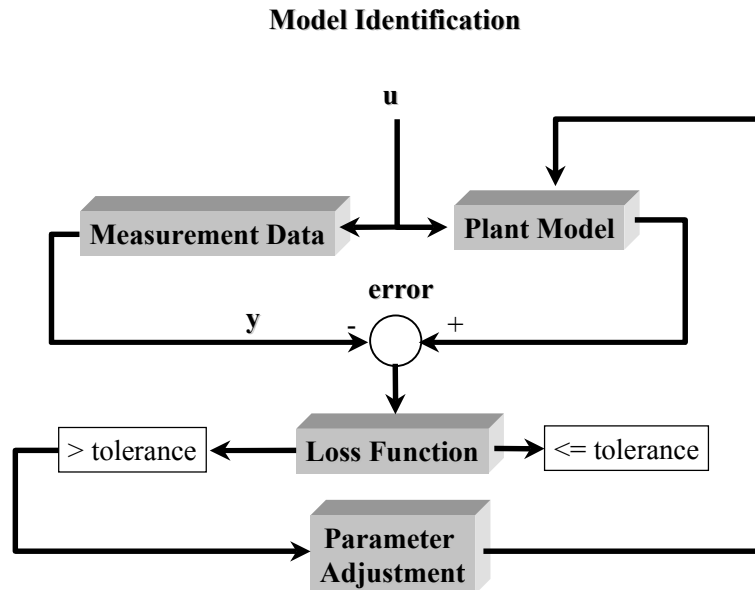 Model Identification
u
Measurement Data
Plant Model
error
y
-
+
> tolerance
Loss Function
<= tolerance
Parameter
Adjustment